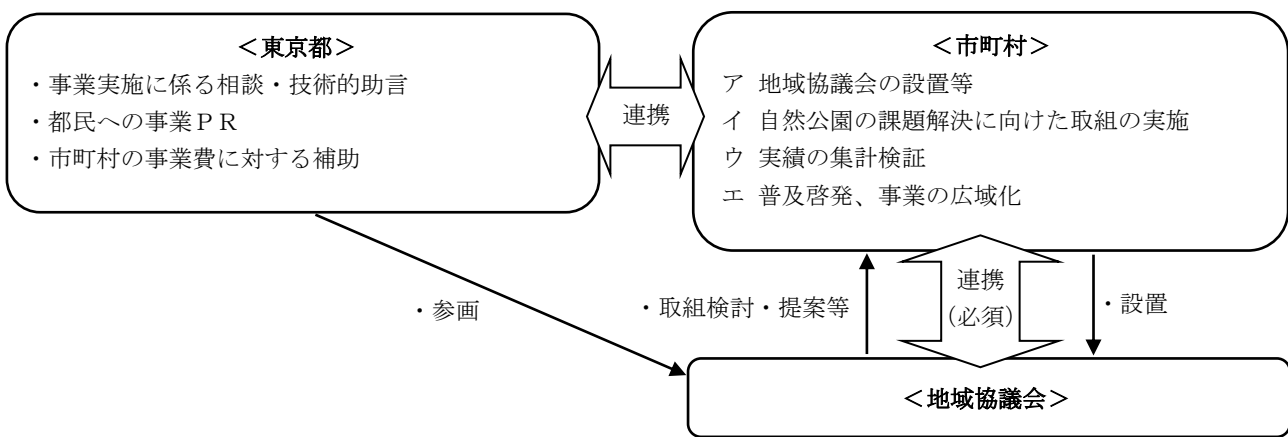 ＜東京都＞
・事業実施に係る相談・技術的助言
・都民への事業ＰＲ
・市町村の事業費に対する補助
連携
＜市町村＞
ア 地域協議会の設置等
イ 自然公園の課題解決に向けた取組の実施
ウ 実績の集計検証
エ 普及啓発、事業の広域化
・参画
・取組検討・提案等
連携
(必須)
・設置
＜地域協議会＞